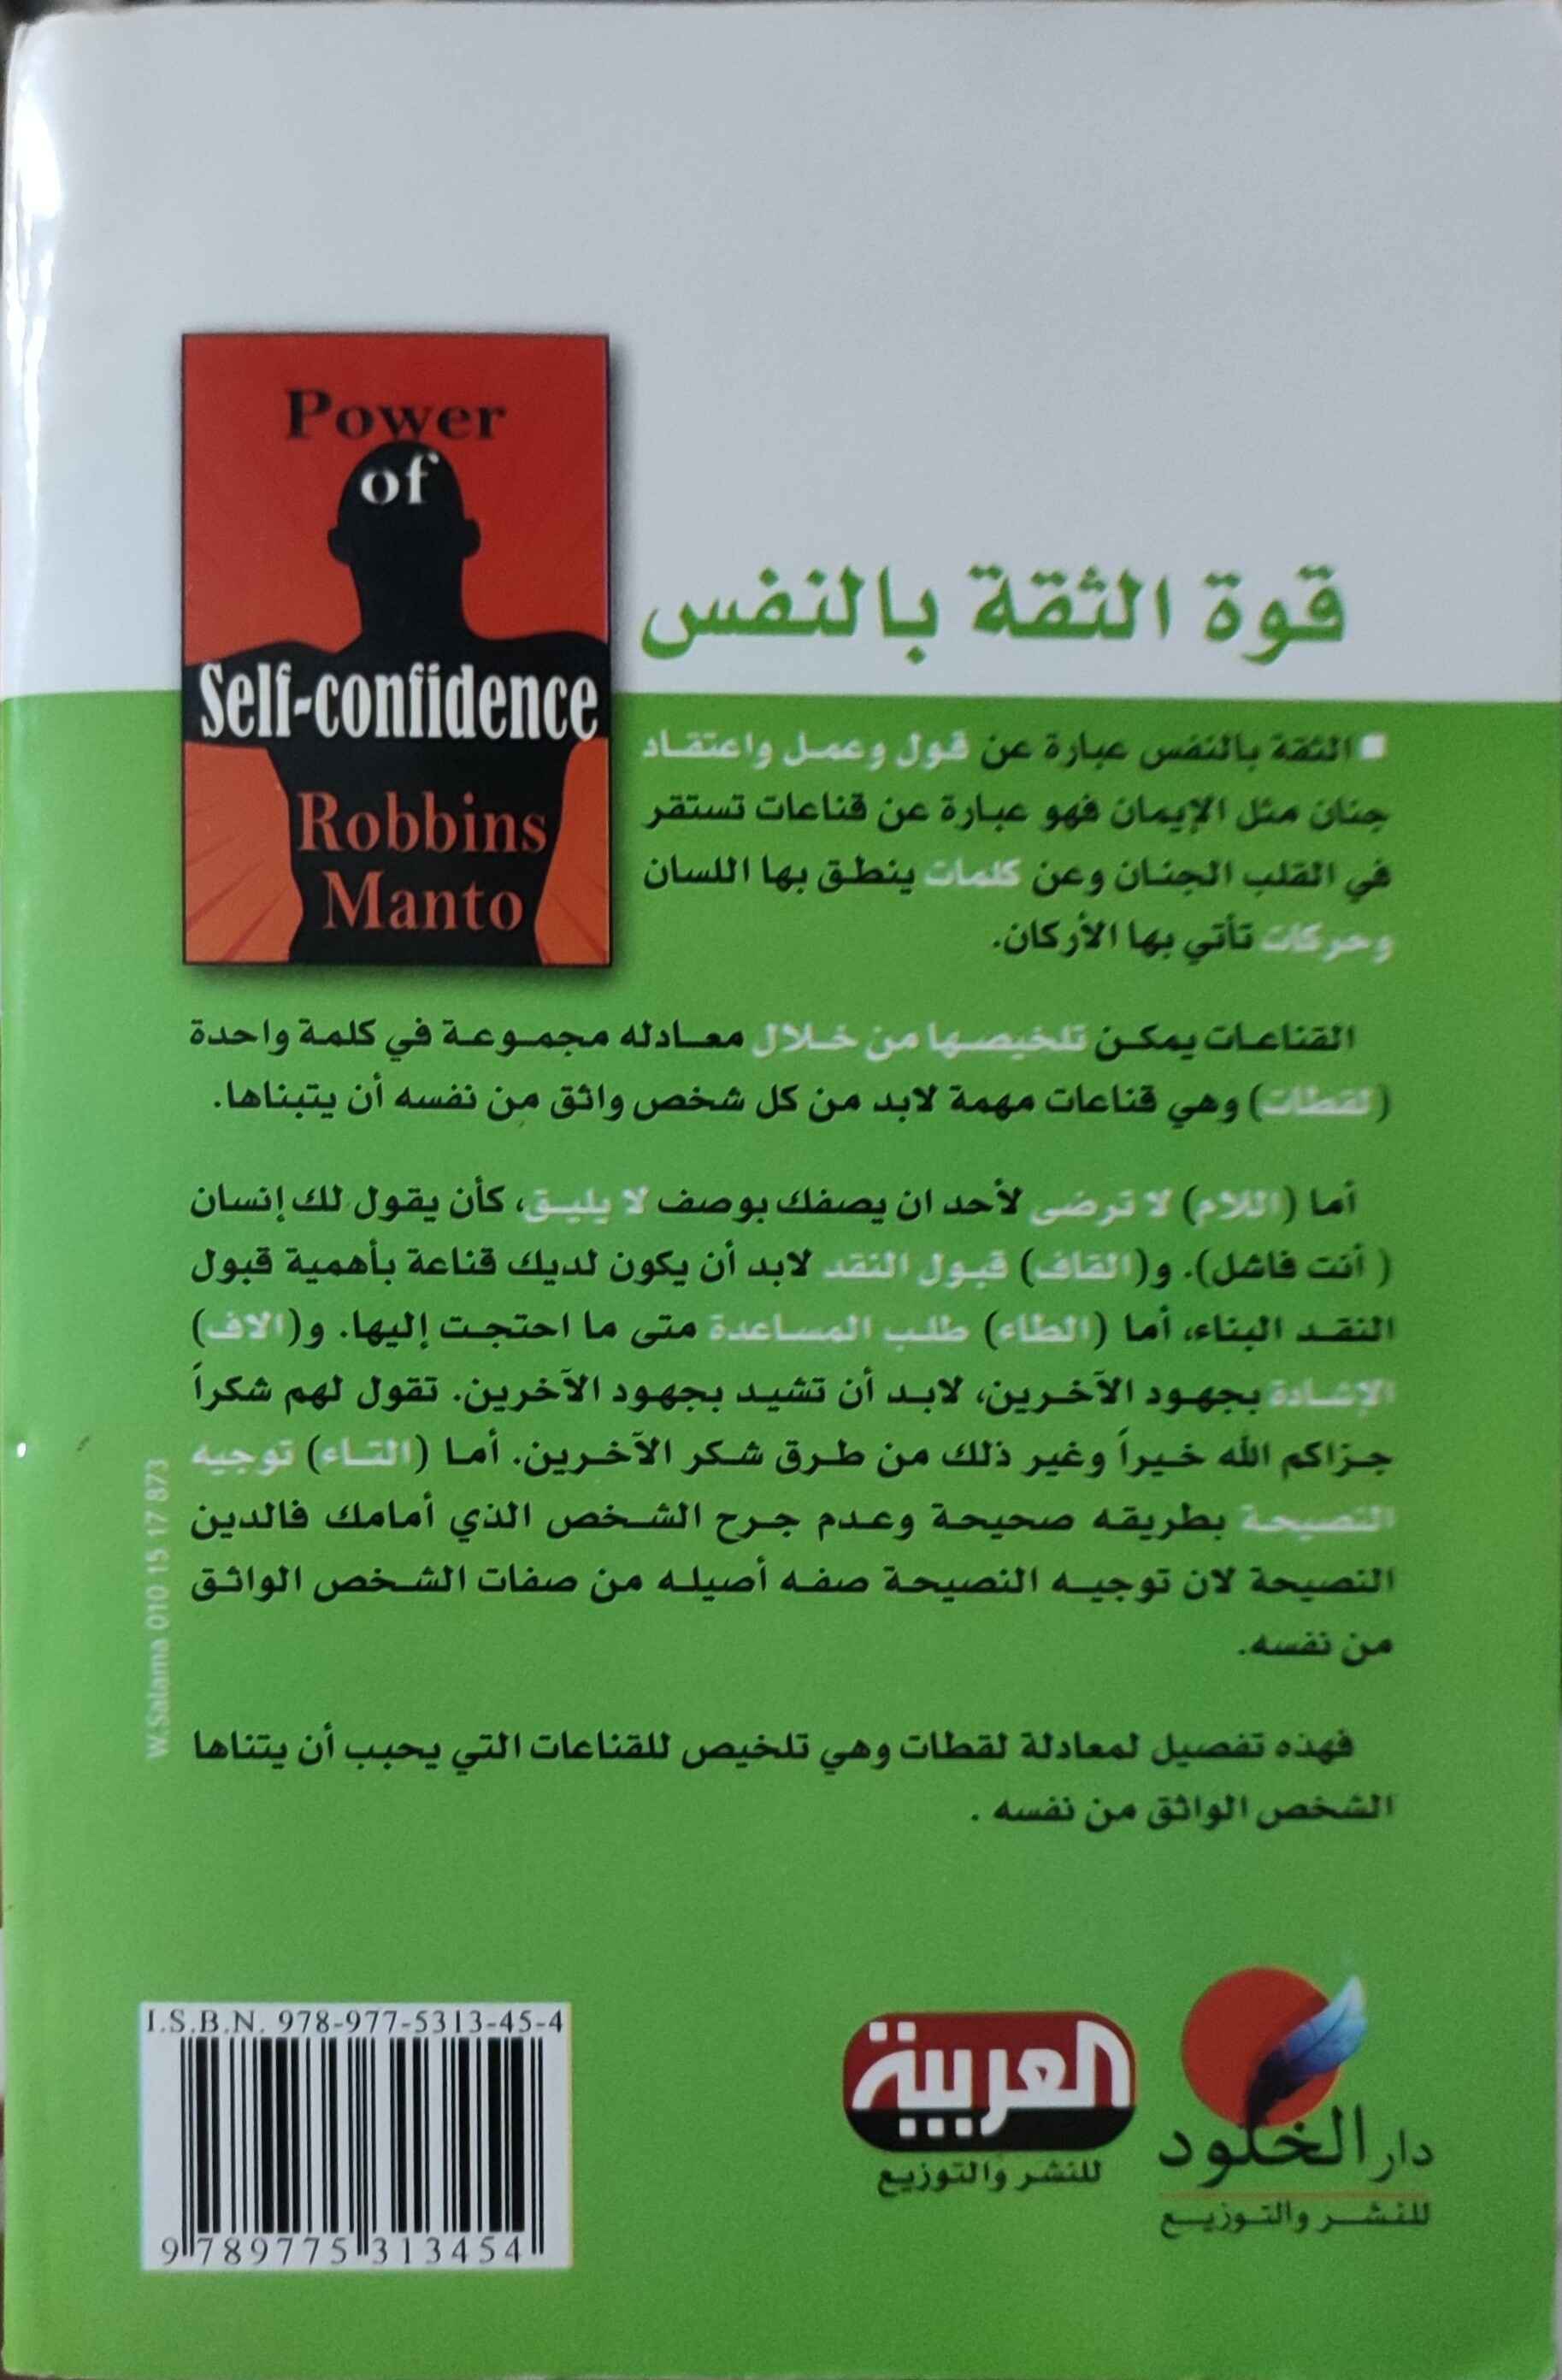 Power
of
Self-confidence
Robbins
Manto
قوة الثقة بالنفس
■ الثقة بالنفس عبارة عن قول وعمل واعتقاد
جنان مثل الإيمان فهو عبارة عن قناعات تستقر
في القلب الجنان وعن كلمات ينطق بها اللسان
وحركات تأتي بها الأركان.
القناعات يمكن تلخيصها من خلال معادله مجموعة في كلمة واحدة
(لقطات) وهي قناعات مهمة لابد من كل شخص واثق من نفسه أن يتبناها.
أما (اللام) لا ترضى لأحد ان يصفك بوصف لا يليق، كأن يقول لك إنسان
( أنت فاشل). و(القاف) قبول النقد لابد أن يكون لديك قناعة بأهمية قبول
النقد البناء، أما (الطاء) طلب المساعدة متى ما احتجت إليها. و(الاف)
الإشادة بجهود الآخرين، لابد أن تشيد بجهود الآخرين. تقول لهم شكراً
جزاكم الله خيراً وغير ذلك من طرق شكر الآخرين. أما (التاء) توجيه
النصيحة بطريقه صحيحة وعدم جرح الشخص الذي أمامك فالدين
النصيحة لان توجيه النصيحة صفه أصيله من صفات الشخص الواثق
من نفسه.
فهذه تفصيل لمعادلة لقطات وهي تلخيص للقناعات التي يحبب أن يتناها
الشخص الواثق من نفسه .
W.Salama 010 15 17 873
دار الخلود
للنشر والتوزيع
العربية
للنشر والتوزيع
I.S.B.N. 978-977-5313-45-4
9 789775 313454